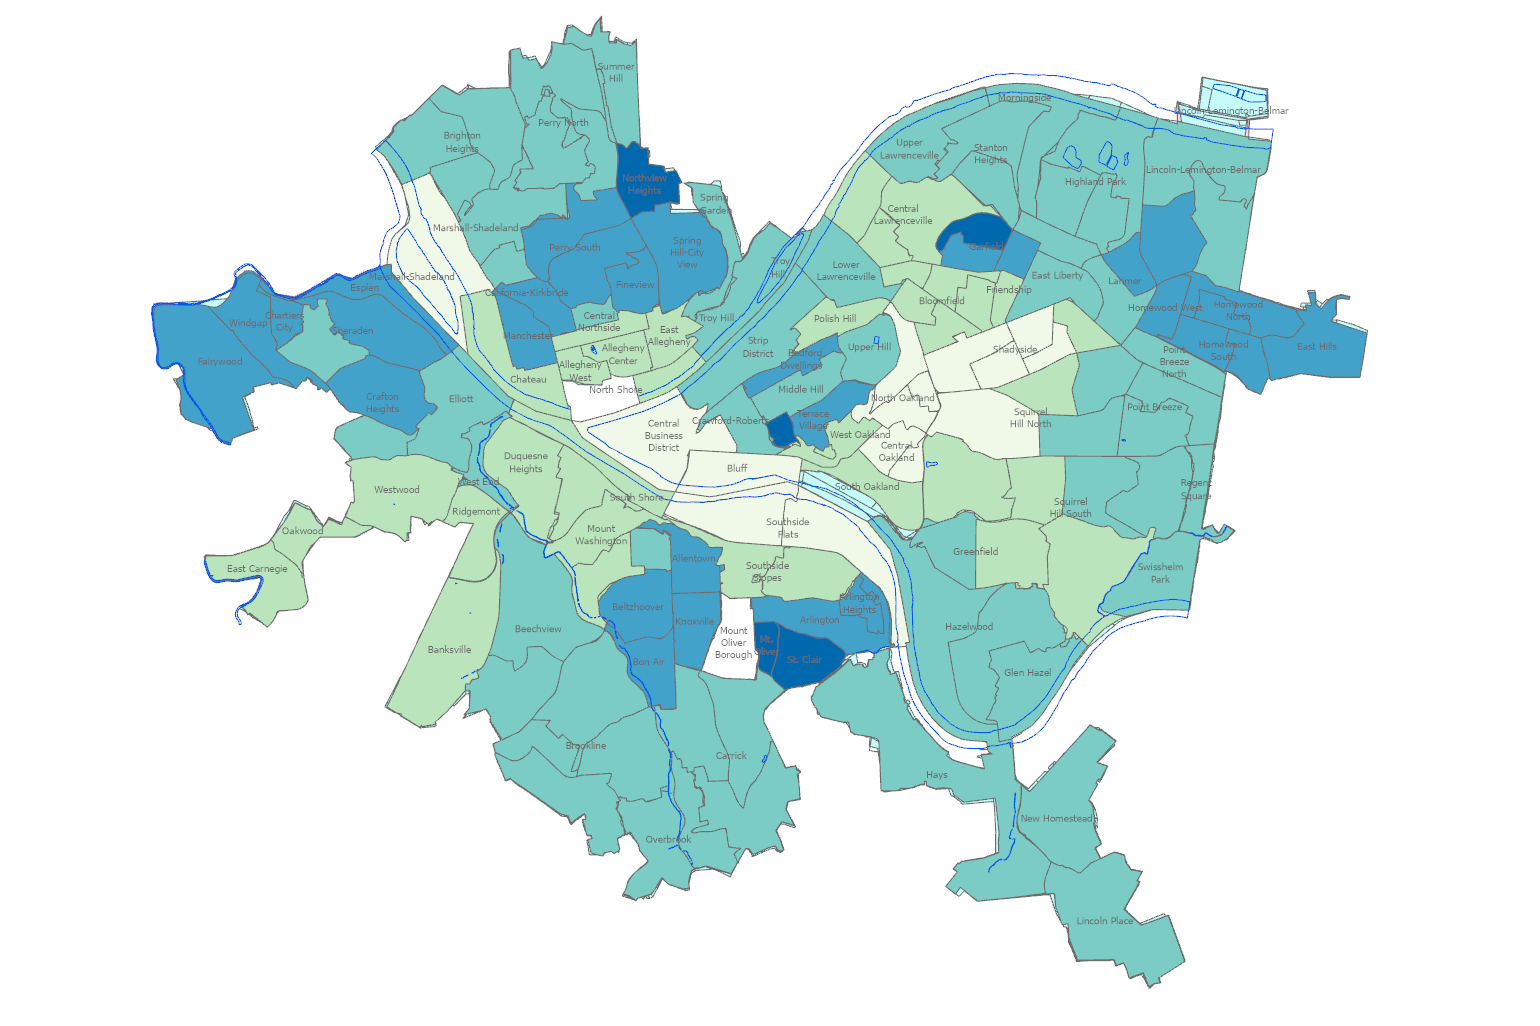 Summer
Hill
Morningside
Lincoln-Lemington-Belmar
Perry North
Brighton
Heights
Upper
Lawrenceville
Stanton
Heights
Lincoln-Lemington-Belmar
Highland Park
Northview
Heights
Spring
Garden
Central
Lawrenceville
Marshall-Shadeland
Perry South
Spring
Hill-City
View
Garfield
Troy
Hill
Lower
Lawrenceville
East Liberty
Larimer
Marshall-Shadeland
Esplen
Fineview
California-Kirkbride
Friendship
Bloomfield
Homewood West
Homewood
North
Chartiers
City
Windgap
Sheraden
Central
Northside
Troy Hill
Polish Hill
Manchester
East
Allegheny
Strip
District
Upper Hill
Shadyside
Homewood
South
East Hills
Allegheny
Center
Bedford
Dwellings
Point
Breeze
North
Fairywood
Allegheny
West
Chateau
North Shore
Middle Hill
North Oakland
Crafton
Heights
Elliott
Point Breeze
Squirrel
Hill North
Crawford-Roberts
Terrace
Village
Central
Business
District
West Oakland
Central
Oakland
Duquesne
Heights
Bluff
West End
South Oakland
Westwood
Regent
Square
South Shore
Squirrel
Hill South
Ridgemont
Southside
Flats
Oakwood
Mount
Washington
Greenfield
Allentown
East Carnegie
Southside
Slopes
Swisshelm
Park
Beltzhoover
Arlington
Heights
Knoxville
Arlington
Beechview
Hazelwood
Mount
Oliver
Borough
Mt.
Oliver
Banksville
Bon Air
St. Clair
Glen Hazel
Brookline
Carrick
Hays
New Homestead
Overbrook
Lincoln Place